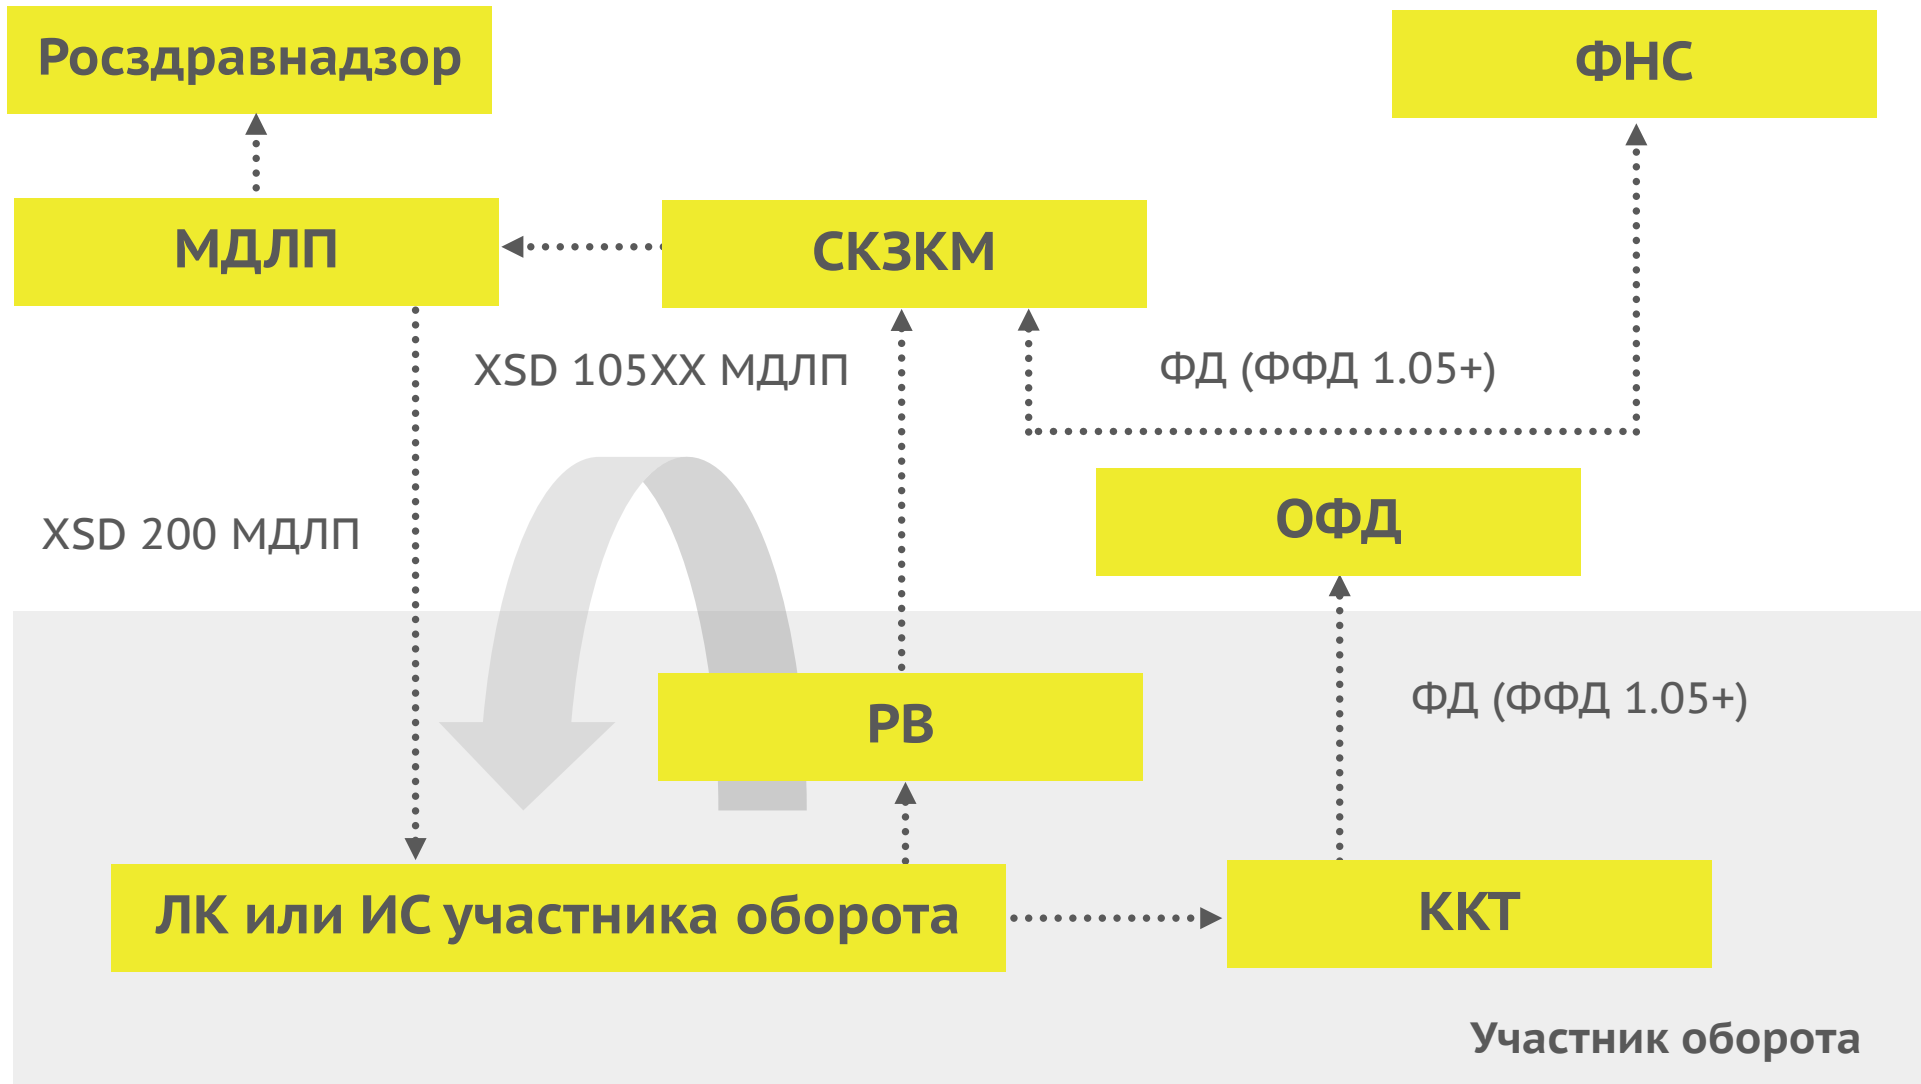 Росздравнадзор
ФНС
МДЛП
СКЗКМ
XSD 105XX МДЛП
ФД (ФФД 1.05+)
XSD 200 МДЛП
ОФД
РВ
ФД (ФФД 1.05+)
ЛК или ИС участника оборота
ККТ
Участник оборота